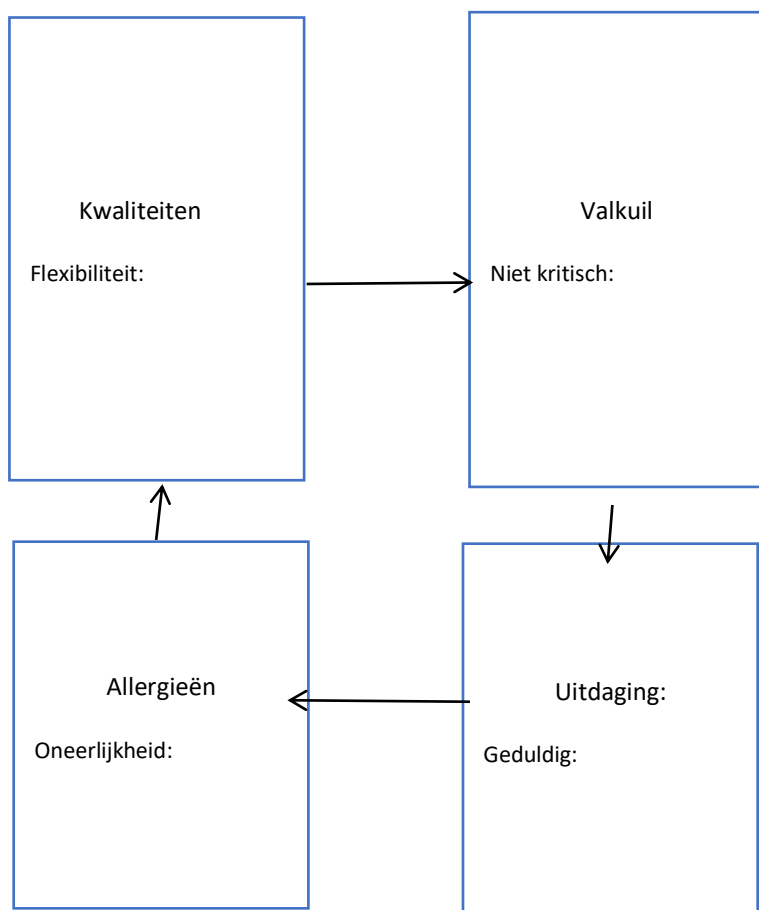 Kwaliteiten
Flexibiliteit:
Valkuil
Niet kritisch:
Allergieën
Oneerlijkheid:
Uitdaging:
Geduldig: